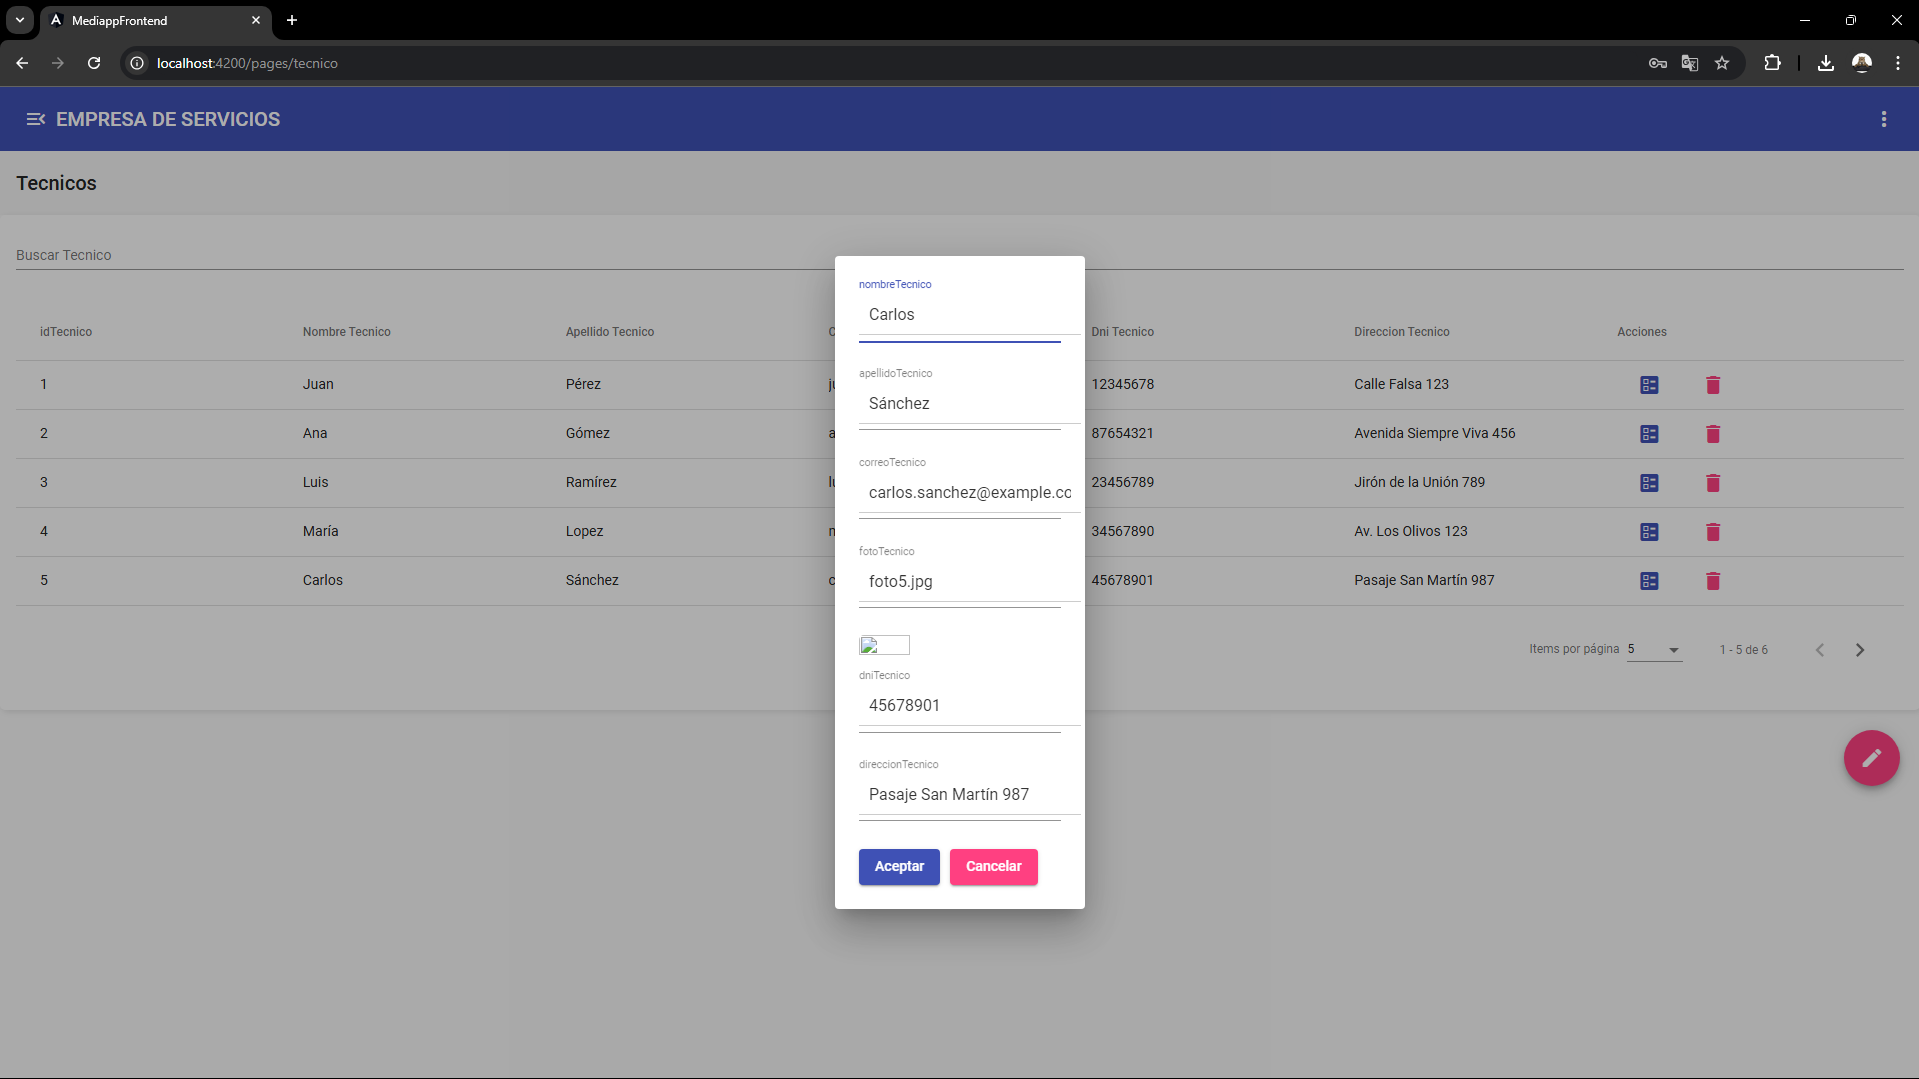 MediappFrontend
localhost:4200/pages/tecnico
EMPRESA DE SERVICIOS
Tecnicos
Buscar Tecnico
idTecnico Nombre Tecnico Apellido Tecnico Dni Tecnico Direccion Tecnico Acciones
1 Juan Pérez 12345678 Calle Falsa 123
2 Ana Gómez 87654321 Avenida Siempre Viva 456
3 Luis Ramírez 23456789 Jirón de la Unión 789
4 María Lopez 34567890 Av. Los Olivos 123
5 Carlos Sánchez 45678901 Pasaje San Martín 987
Items por página 5 1 - 5 de 6
nombreTecnico
Carlos
apellidoTecnico
Sánchez
correoTecnico
carlos.sanchez@example.co
fotoTecnico
foto5.jpg
dniTecnico
45678901
direccionTecnico
Pasaje San Martín 987
Aceptar Cancelar